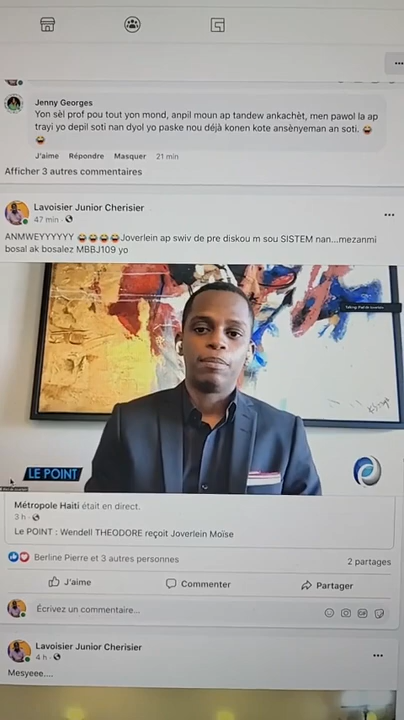 Jenny Georges
Yon sèl prof pou tout yon mond, anpil moun ap tandew ankachèt, men pawol la ap
trayi yo depil soti nan dyol yo paske nou déjà konen kote ansènyeman an soti. 😂
😂
J'aime Répondre Masquer 21 min
Afficher 3 autres commentaires
Lavoisier Junior Cherisier
47 min
ANMWEYYYYYY 😂😂😂😂Joverlein ap swiv de pre diskou m sou SISTEM nan...mezanmi
bosal ak bosalez MBBJ109 yo
LE POINT
Métropole Haiti était en direct.
3 h
Le POINT : Wendell THEODORE reçoit Joverlein Moïse
Berline Pierre et 3 autres personnes
2 partages
J'aime
Commenter
Partager
Écrivez un commentaire...
Lavoisier Junior Cherisier
4 h
Mesyeee....